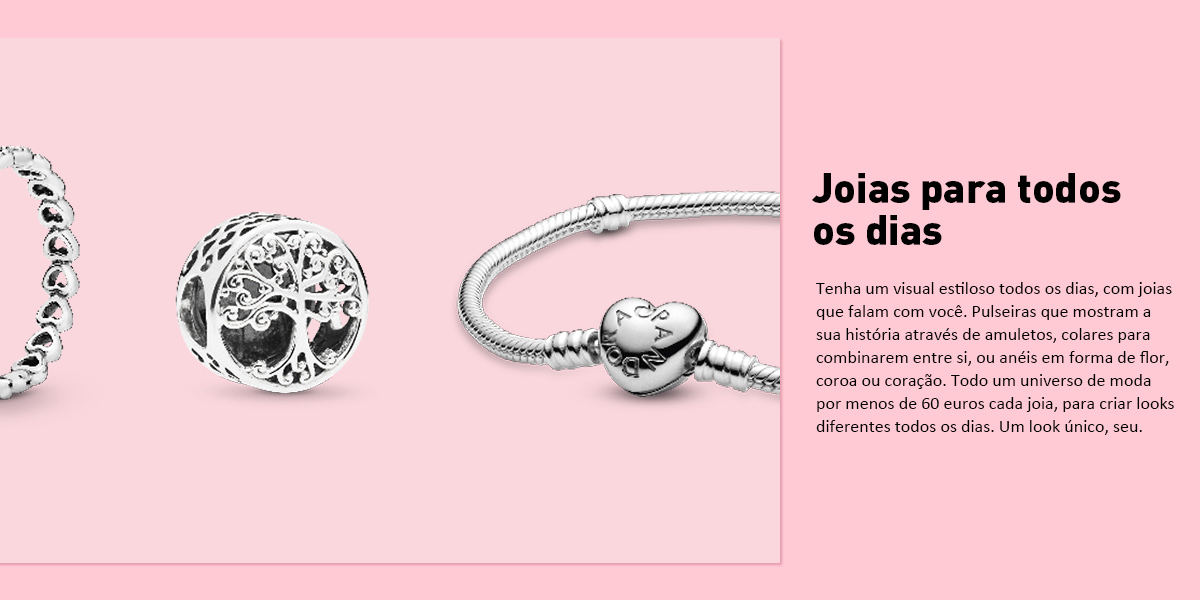 PANDORA
Joias para todos
os dias
Tenha um visual estiloso todos os dias, com joias
que falam com você. Pulseiras que mostram a
sua história através de amuletos, colares para
combinarem entre si, ou anéis em forma de flor,
coroa ou coração. Todo um universo de moda
por menos de 60 euros cada joia, para criar looks
diferentes todos os dias. Um look único, seu.